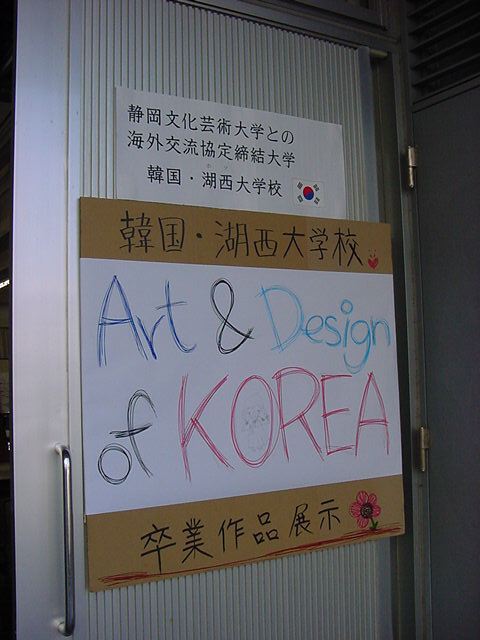 静岡文化芸術大学との
海外交流協定締結大学
韓国・湖西大学校
韓国・湖西大学校
Art & Design
of KOREA
卒業作品展示